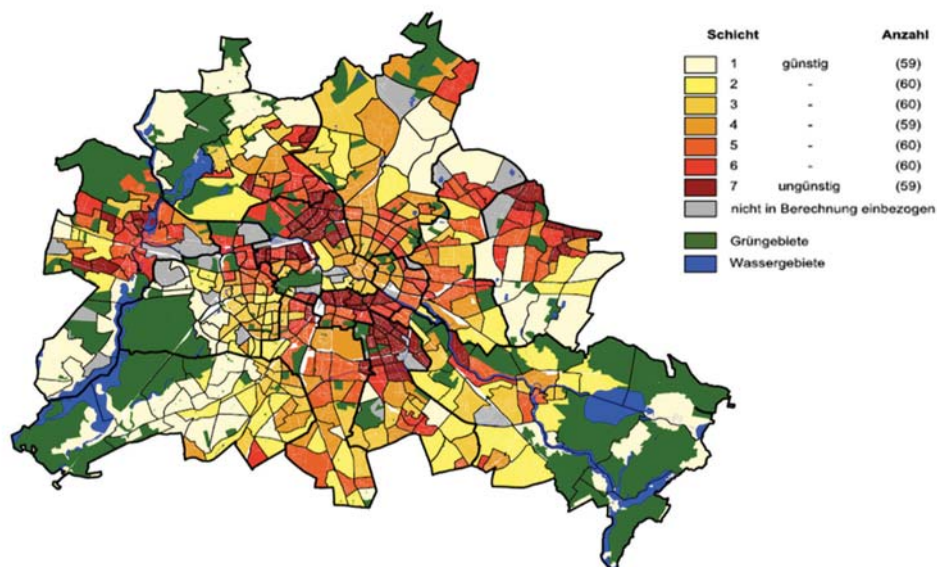 Schicht Anzahl
1 günstig (59)
2 - (60)
3 - (60)
4 - (59)
5 - (60)
6 - (60)
7 ungünstig (59)
nicht in Berechnung einbezogen
Grüngebiete
Wassergebiete